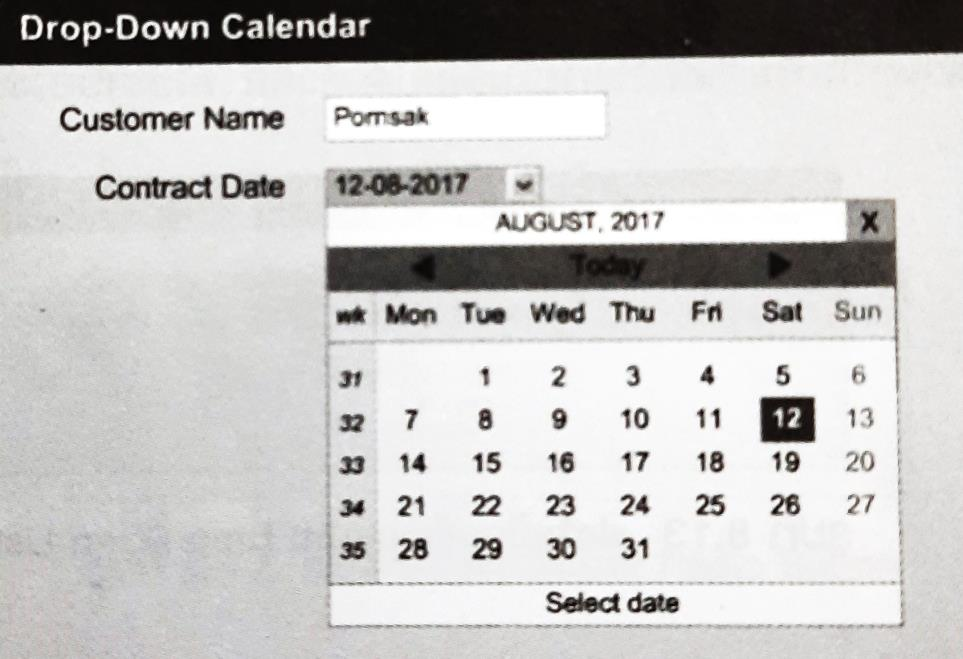 Drop-Down Calendar
Customer Name Pornsak
Contract Date 12-08-2017
AUGUST, 2017 X
Today
wk Mon Tue Wed Thu Fri Sat Sun
31 1 2 3 4 5 6
32 7 8 9 10 11 12 13
33 14 15 16 17 18 19 20
34 21 22 23 24 25 26 27
35 28 29 30 31
Select date